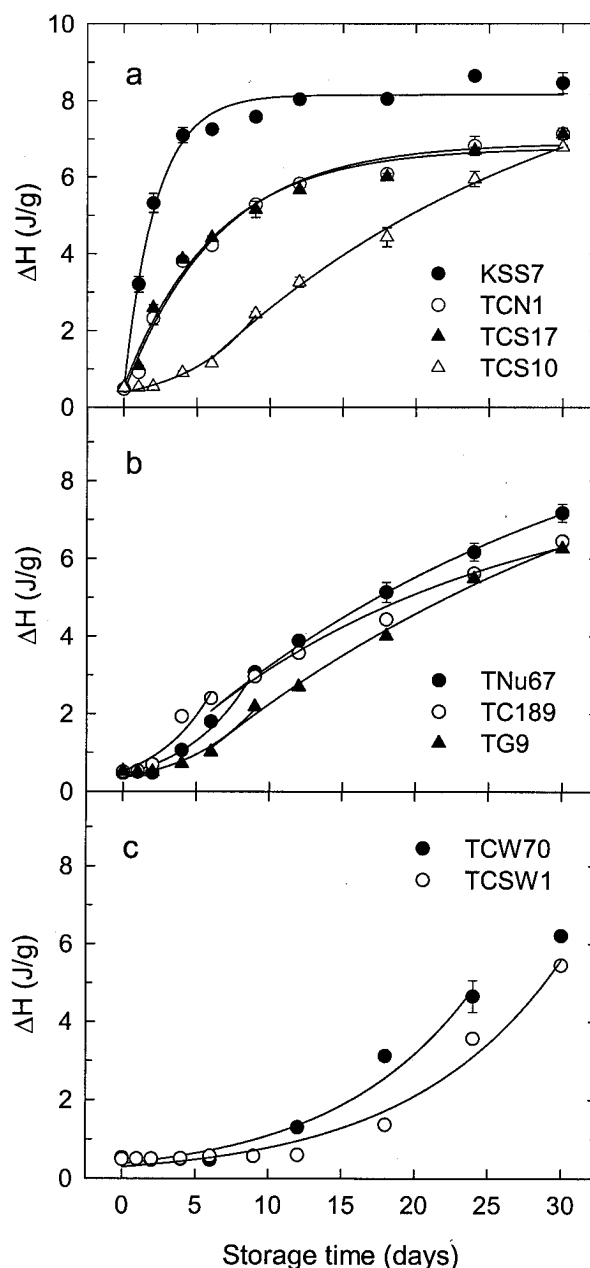 10
a
8
6
ΔH (J/g)
4
KSS7
TCN1
2
TCS17
TCS10
0
b
8
6
ΔH (J/g)
4
TNu67
2
TC189
TG9
0
c
TCW70
8
TCSW1
6
ΔH (J/g)
4
2
0
0 5 10 15 20 25 30
Storage time (days)